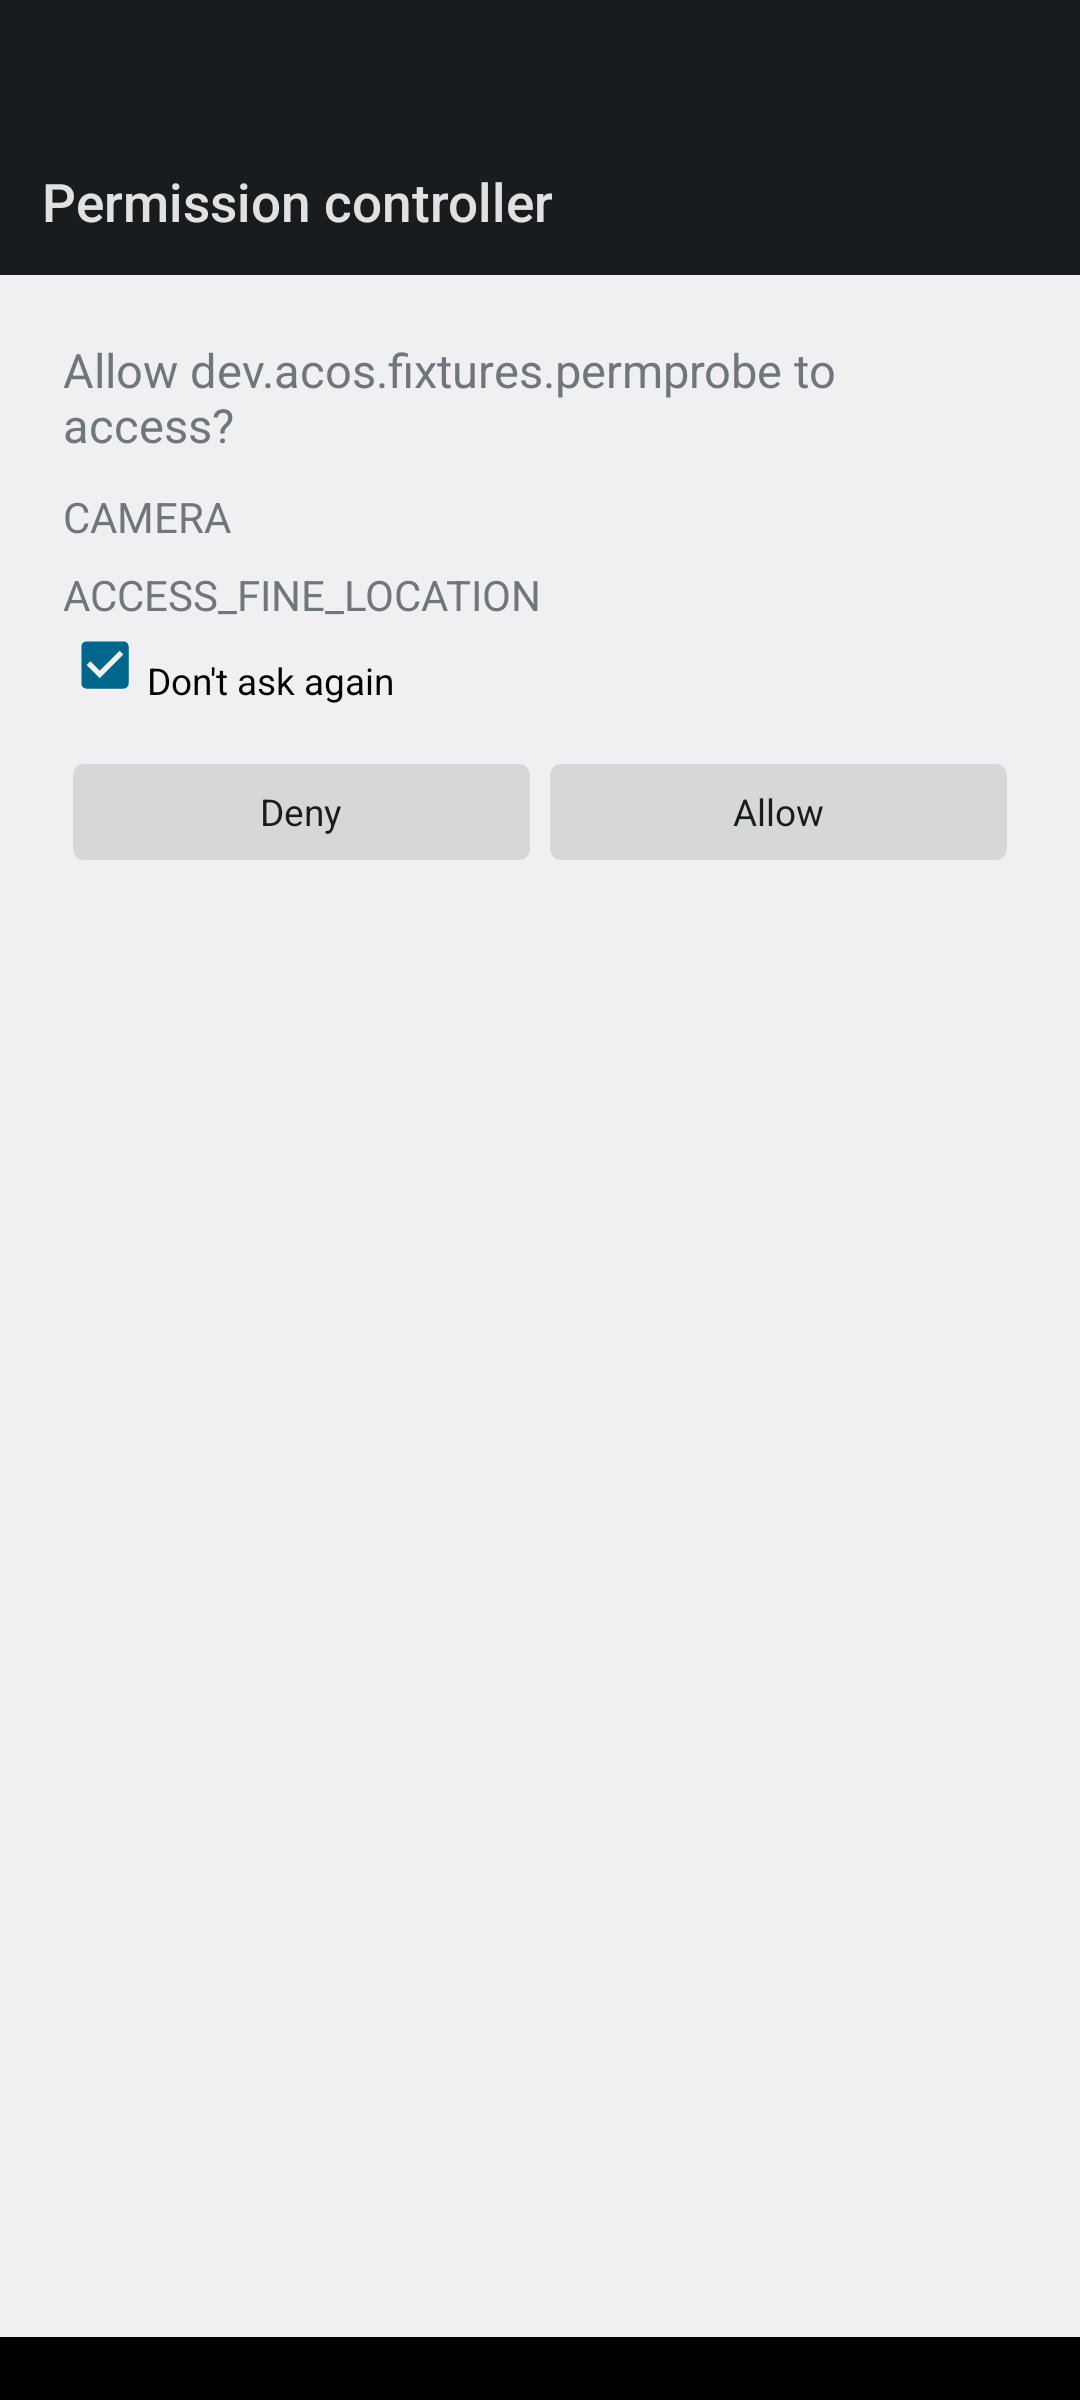 Permission controller
Allow dev.acos.fixtures.permprobe to
access?
CAMERA
ACCESS_FINE_LOCATION
Don't ask again
Deny
Allow